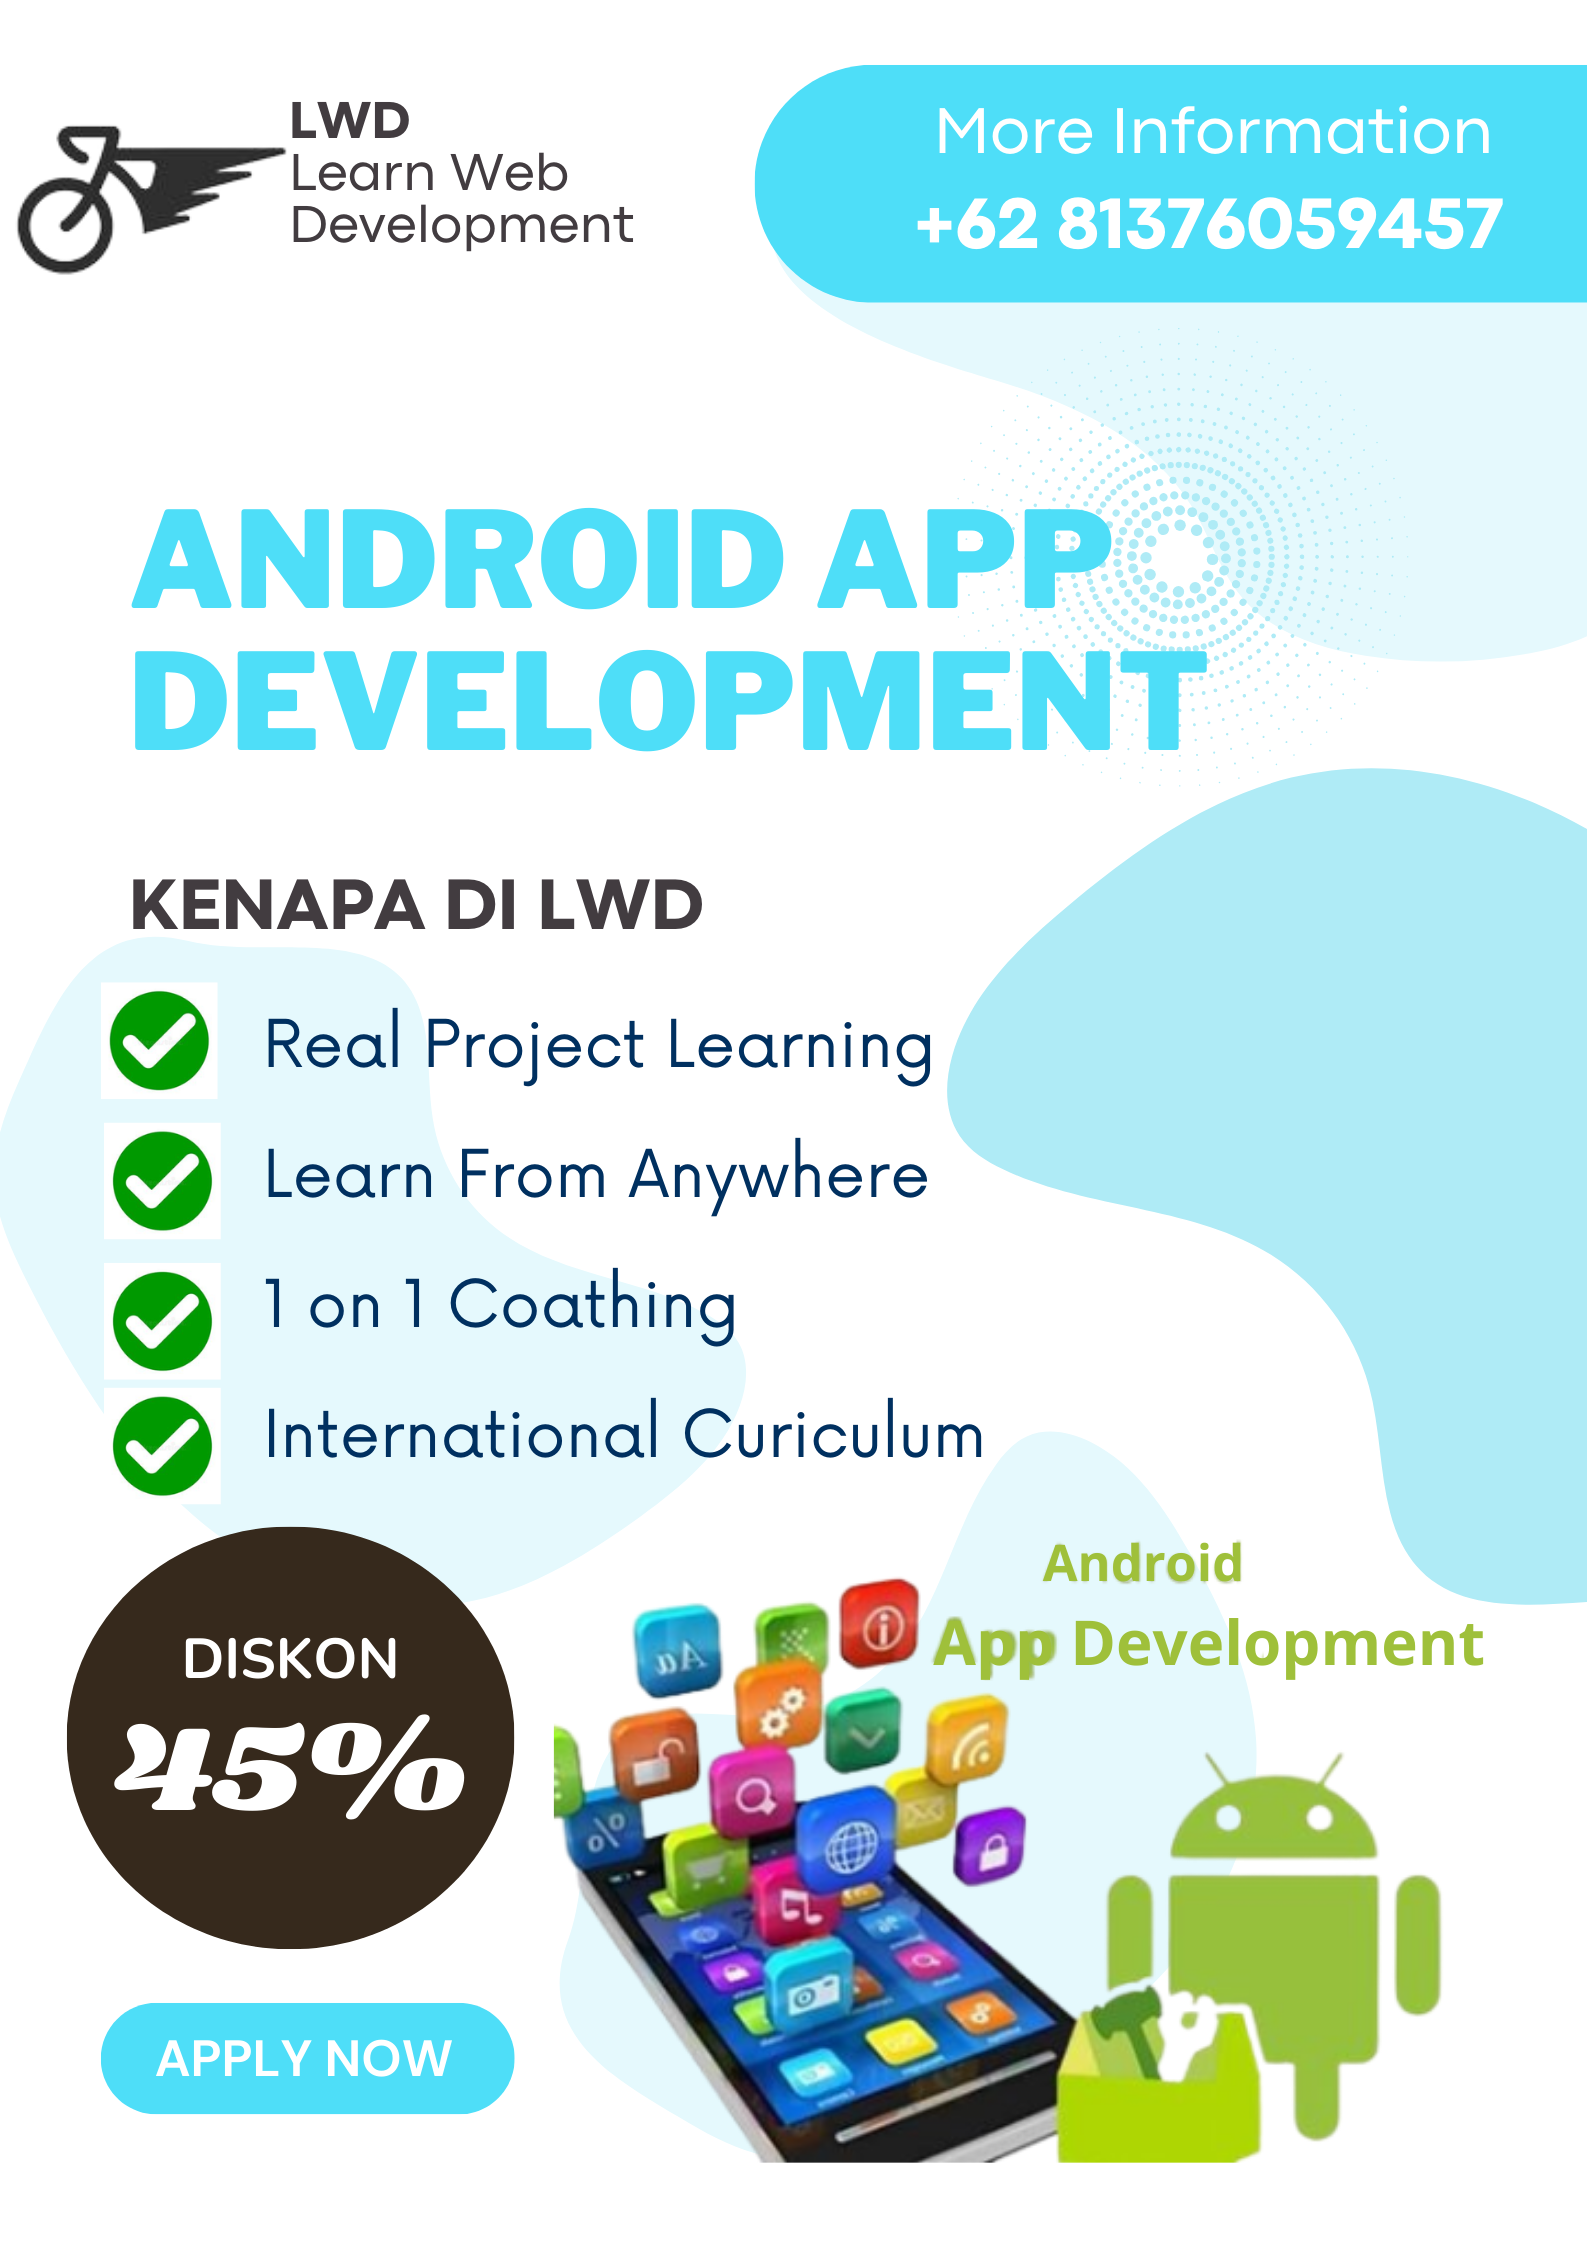 LWD
Learn Web
Development
More Information
+62 81376059457
ANDROID APP
DEVELOPMENT
KENAPA DI LWD
Real Project Learning
Learn From Anywhere
1 on 1 Coathing
International Curiculum
DISKON
45%
APPLY NOW
Android
App Development
Aa
%